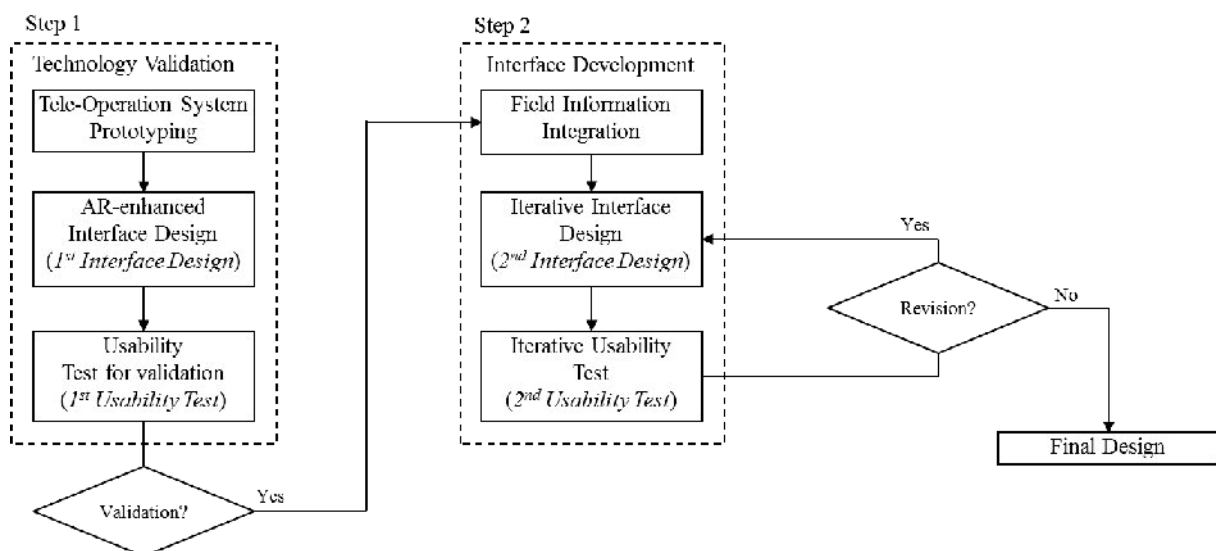 Step 1
Technology Validation
Tele-Operation System
Prototyping
AR-enhanced
Interface Design
(1st Interface Design)
Usability
Test for validation
(1st Usability Test)
Validation?
Yes
Step 2
Interface Development
Field Information
Integration
Iterative Interface
Design
(2nd Interface Design)
Iterative Usability
Test
(2nd Usability Test)
Yes
Revision?
No
Final Design